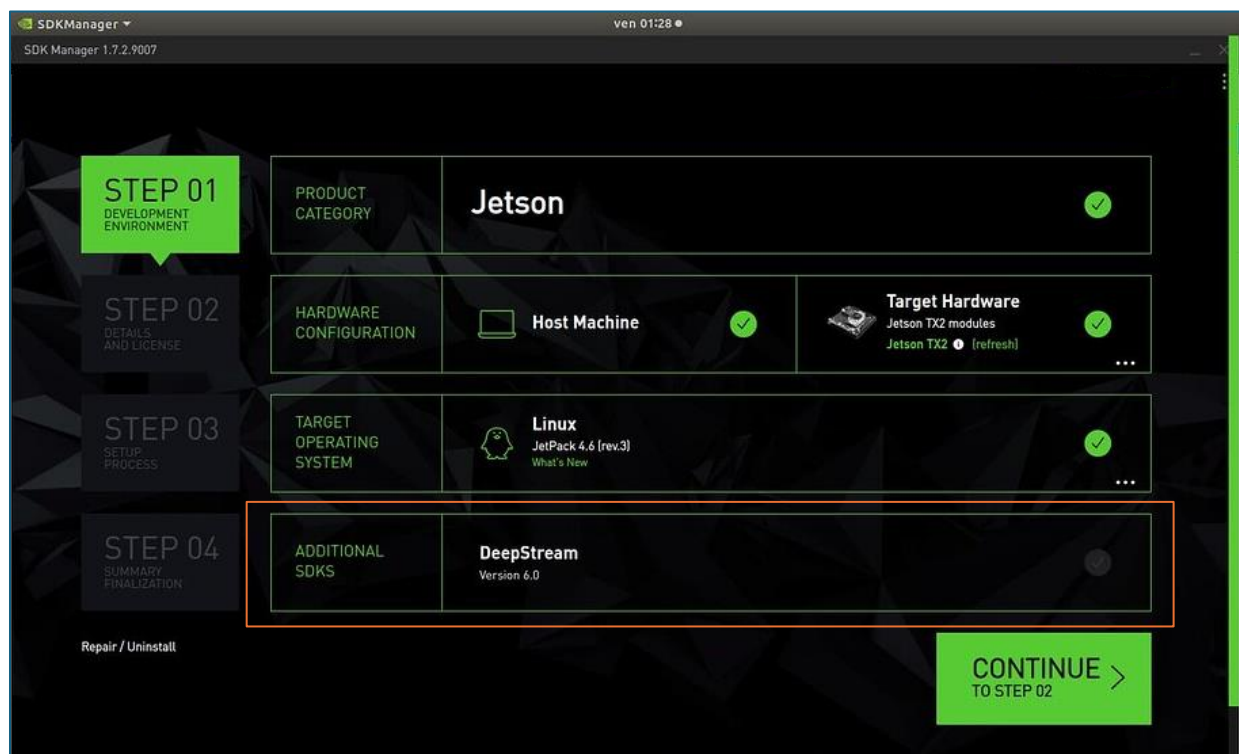 SDKManager
ven 01:28
SDK Manager 1.7.2.9007
STEP 01
DEVELOPMENT
ENVIRONMENT
PRODUCT
CATEGORY
Jetson
STEP 02
DETAILS
AND LICENSE
HARDWARE
CONFIGURATION
Host Machine
Target Hardware
Jetson TX2 modules
Jetson TX2 i [refresh]
...
STEP 03
SETUP
PROCESS
TARGET
OPERATING
SYSTEM
Linux
JetPack 4.6 [rev.3]
What's New
...
STEP 04
SUMMARY
FINALIZATION
ADDITIONAL
SDKS
DeepStream
Version 6.0
Repair / Uninstall
CONTINUE >
TO STEP 02